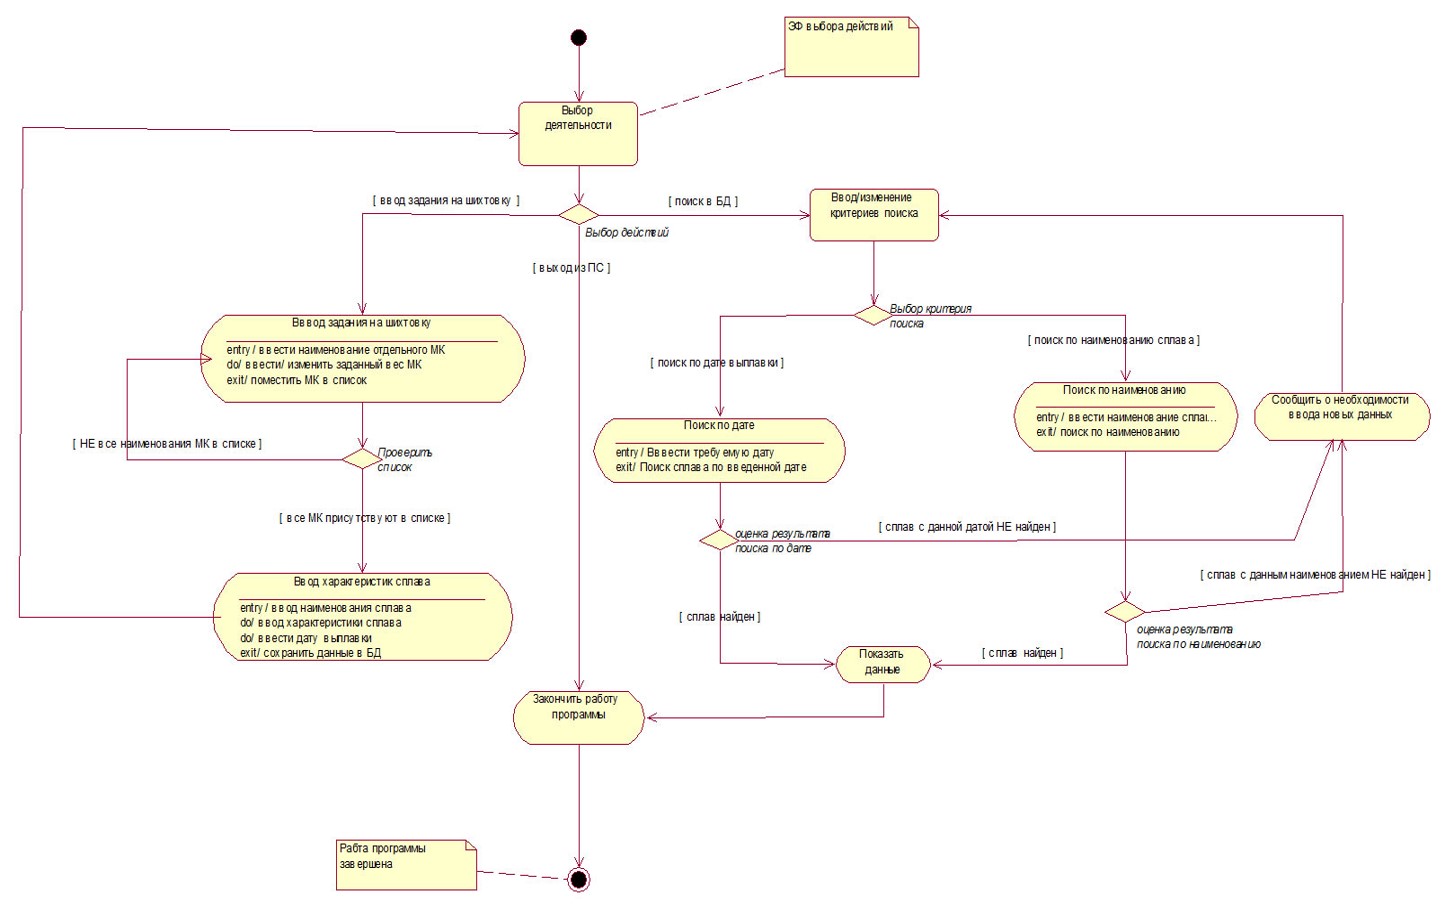 ЭФ выбора действий
Выбор
деятельности
[ ввод задания на шихтовку ]
[ поиск в БД ]
Ввод/изменение
критериев поиска
Выбор действий
[ выход из ПС ]
Выбор критерия
поиска
Вввод задания на шихтовку
entry / ввести наименование отдельного МК
do/ ввести/ изменить заданный вес МК
exit/ поместить МК в список
[ поиск по дате выплавки ]
[ поиск по наименованию сплава ]
Поиск по наименованию
entry / ввести наименование сплаı...
exit/ поиск по наименованию
Сообщить о необходимости
ввода новых данных
Поиск по дате
entry / Вввести требуемую дату
exit/ Поиск сплава по введенной дате
[ НЕ все наименования МК в списке ]
Проверить
список
[ все МК присутствуют в списке ]
оценка результата
поиска по дате
[ сплав с данной датой НЕ найден ]
[ сплав с данным наименованием НЕ найден ]
Ввод характеристик сплава
entry / ввод наименования сплава
do/ ввод характеристики сплава
do/ ввести дату выплавки
exit/ сохранить данные в БД
[ сплав найден ]
оценка результата
поиска по наименованию
[ сплав найден ]
Показать
данные
Закончить работу
программы
Рабта программы
завершена